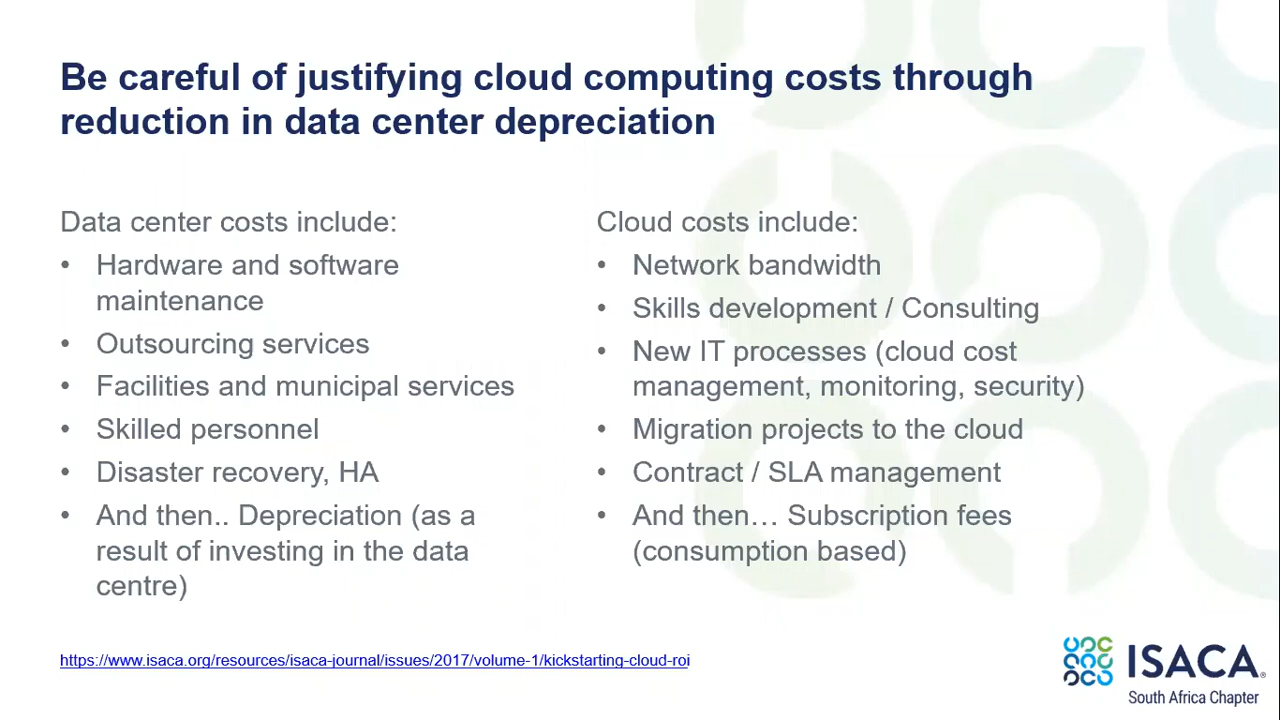 Be careful of justifying cloud computing costs through
reduction in data center depreciation
Data center costs include:
• Hardware and software
maintenance
• Outsourcing services
• Facilities and municipal services
• Skilled personnel
• Disaster recovery, HA
• And then.. Depreciation (as a
result of investing in the data
centre)
Cloud costs include:
• Network bandwidth
• Skills development / Consulting
• New IT processes (cloud cost
management, monitoring, security)
• Migration projects to the cloud
• Contract / SLA management
• And then… Subscription fees
(consumption based)
https://www.isaca.org/resources/isaca-journal/issues/2017/volume-1/kickstarting-cloud-roi
ISACA®
South Africa Chapter